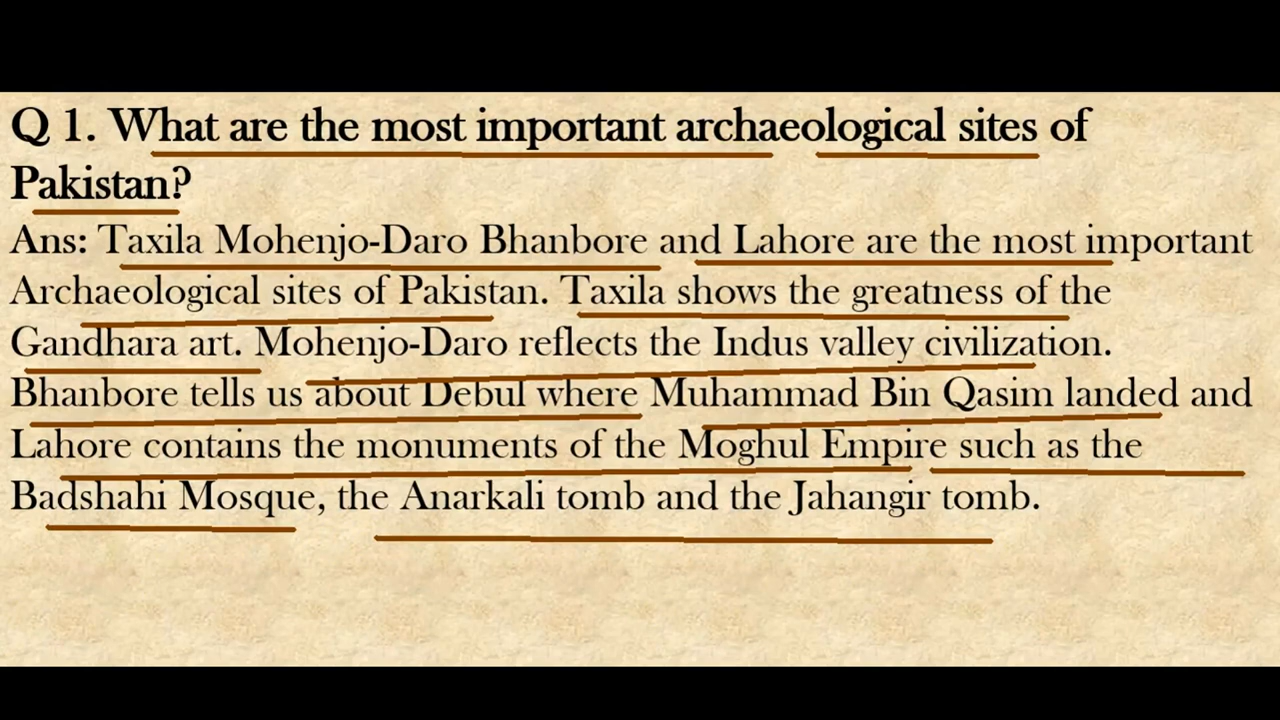 Q 1. What are the most important archaeological sites of
Pakistan?
Ans: Taxila Mohenjo-Daro Bhanbore and Lahore are the most important
Archaeological sites of Pakistan. Taxila shows the greatness of the
Gandhara art. Mohenjo-Daro reflects the Indus valley civilization.
Bhanbore tells us about Debul where Muhammad Bin Qasim landed and
Lahore contains the monuments of the Moghul Empire such as the
Badshahi Mosque, the Anarkali tomb and the Jahangir tomb.